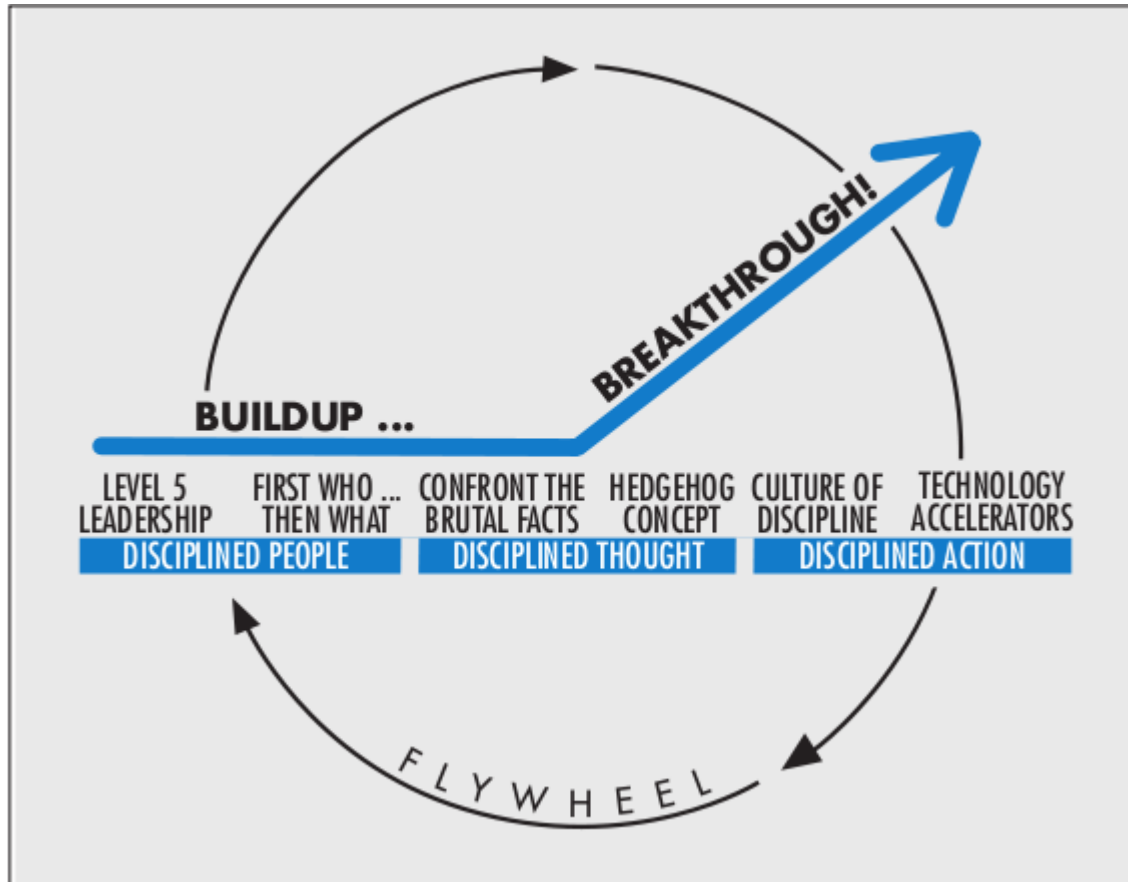 BREAKTHROUGH!
BUILDUP ...
LEVEL 5
LEADERSHIP
FIRST WHO ...
THEN WHAT
CONFRONT THE
BRUTAL FACTS
HEDGEHOG
CONCEPT
CULTURE OF
DISCIPLINE
TECHNOLOGY
ACCELERATORS
DISCIPLINED PEOPLE
DISCIPLINED THOUGHT
DISCIPLINED ACTION
FLYWHEEL